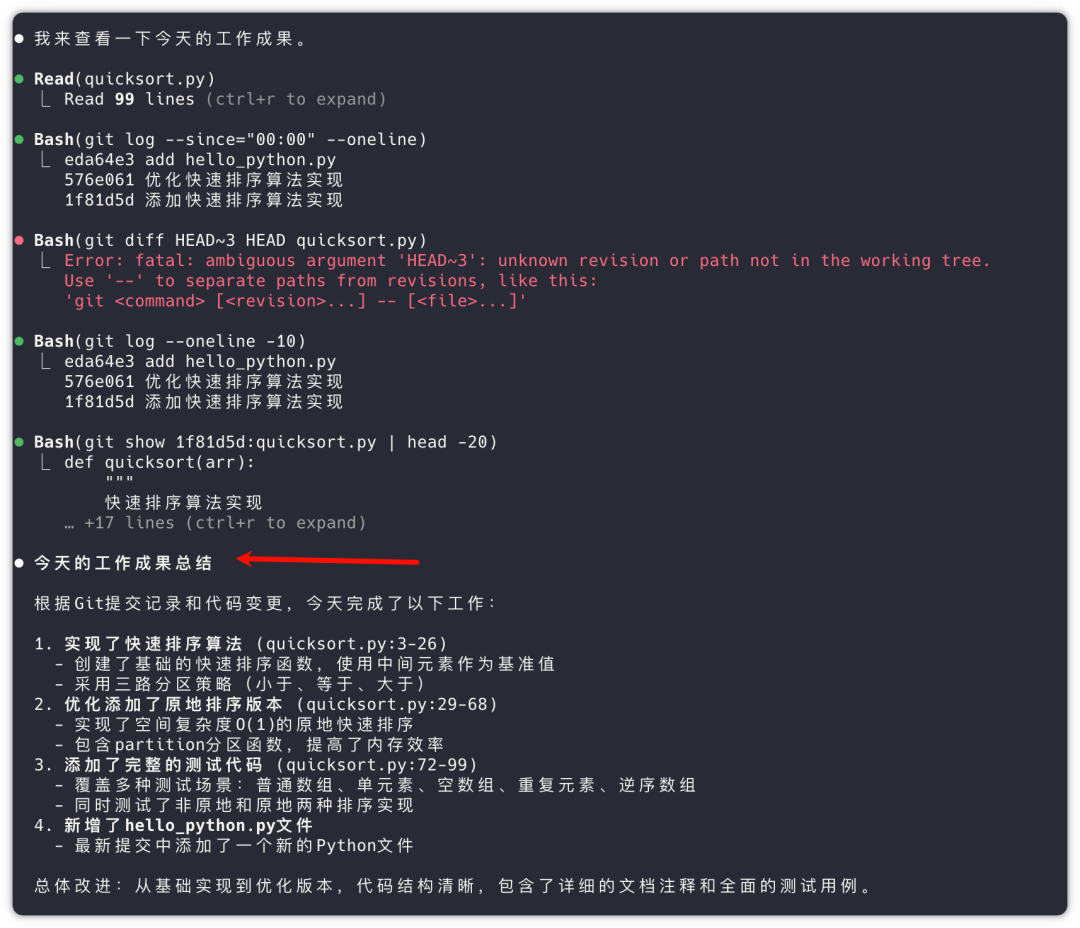 ● 我来查看一下今天的工作成果。
● Read(quicksort.py)
⎿ Read 99 lines (ctrl+r to expand)
● Bash(git log --since="00:00" --oneline)
⎿ eda64e3 add hello_python.py
576e061 优化快速排序算法实现
1f81d5d 添加快速排序算法实现
● Bash(git diff HEAD~3 HEAD quicksort.py)
⎿ Error: fatal: ambiguous argument 'HEAD~3': unknown revision or path not in the working tree.
Use '--' to separate paths from revisions, like this:
'git <command> [<revision>...] -- [<file>...]'
● Bash(git log --oneline -10)
⎿ eda64e3 add hello_python.py
576e061 优化快速排序算法实现
1f81d5d 添加快速排序算法实现
● Bash(git show 1f81d5d:quicksort.py | head -20)
⎿ def quicksort(arr):
"""
快速排序算法实现
… +17 lines (ctrl+r to expand)
● 今天的工作成果总结
根据Git提交记录和代码变更，今天完成了以下工作：
1. 实现了快速排序算法 (quicksort.py:3-26)
- 创建了基础的快速排序函数，使用中间元素作为基准值
- 采用三路分区策略（小于、等于、大于）
2. 优化添加了原地排序版本 (quicksort.py:29-68)
- 实现了空间复杂度O(1)的原地快速排序
- 包含partition分区函数，提高了内存效率
3. 添加了完整的测试代码 (quicksort.py:72-99)
- 覆盖多种测试场景：普通数组、单元素、空数组、重复元素、逆序数组
- 同时测试了非原地和原地两种排序实现
4. 新增了hello_python.py文件
- 最新提交中添加了一个新的Python文件
总体改进：从基础实现到优化版本，代码结构清晰，包含了详细的文档注释和全面的测试用例。